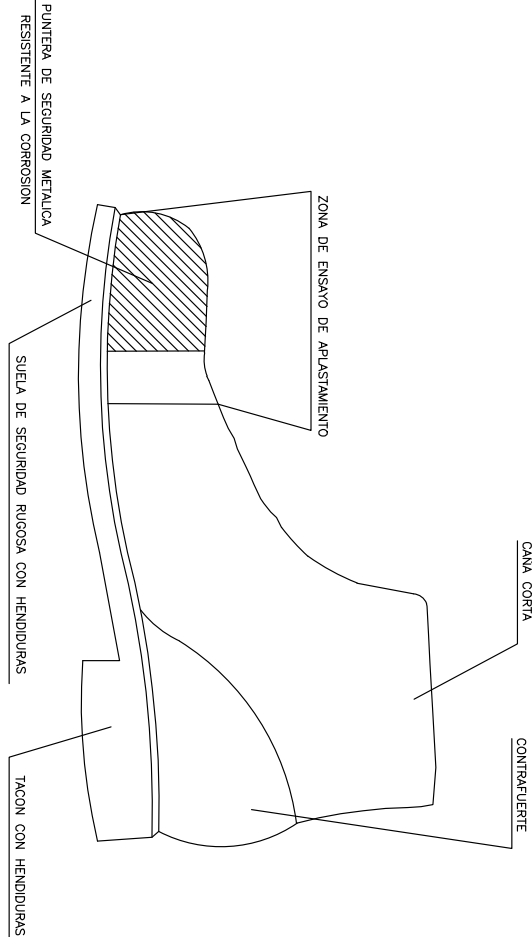 PUNTERA DE SEGURIDAD METALICA
RESISTENTE A LA CORROSION
ZONA DE ENSAYO DE APLASTAMIENTO
SUELA DE SEGURIDAD RUGOSA CON HENDIDURAS
CAÑA CORTA
CONTRAFUERTE
TACON CON HENDIDURAS